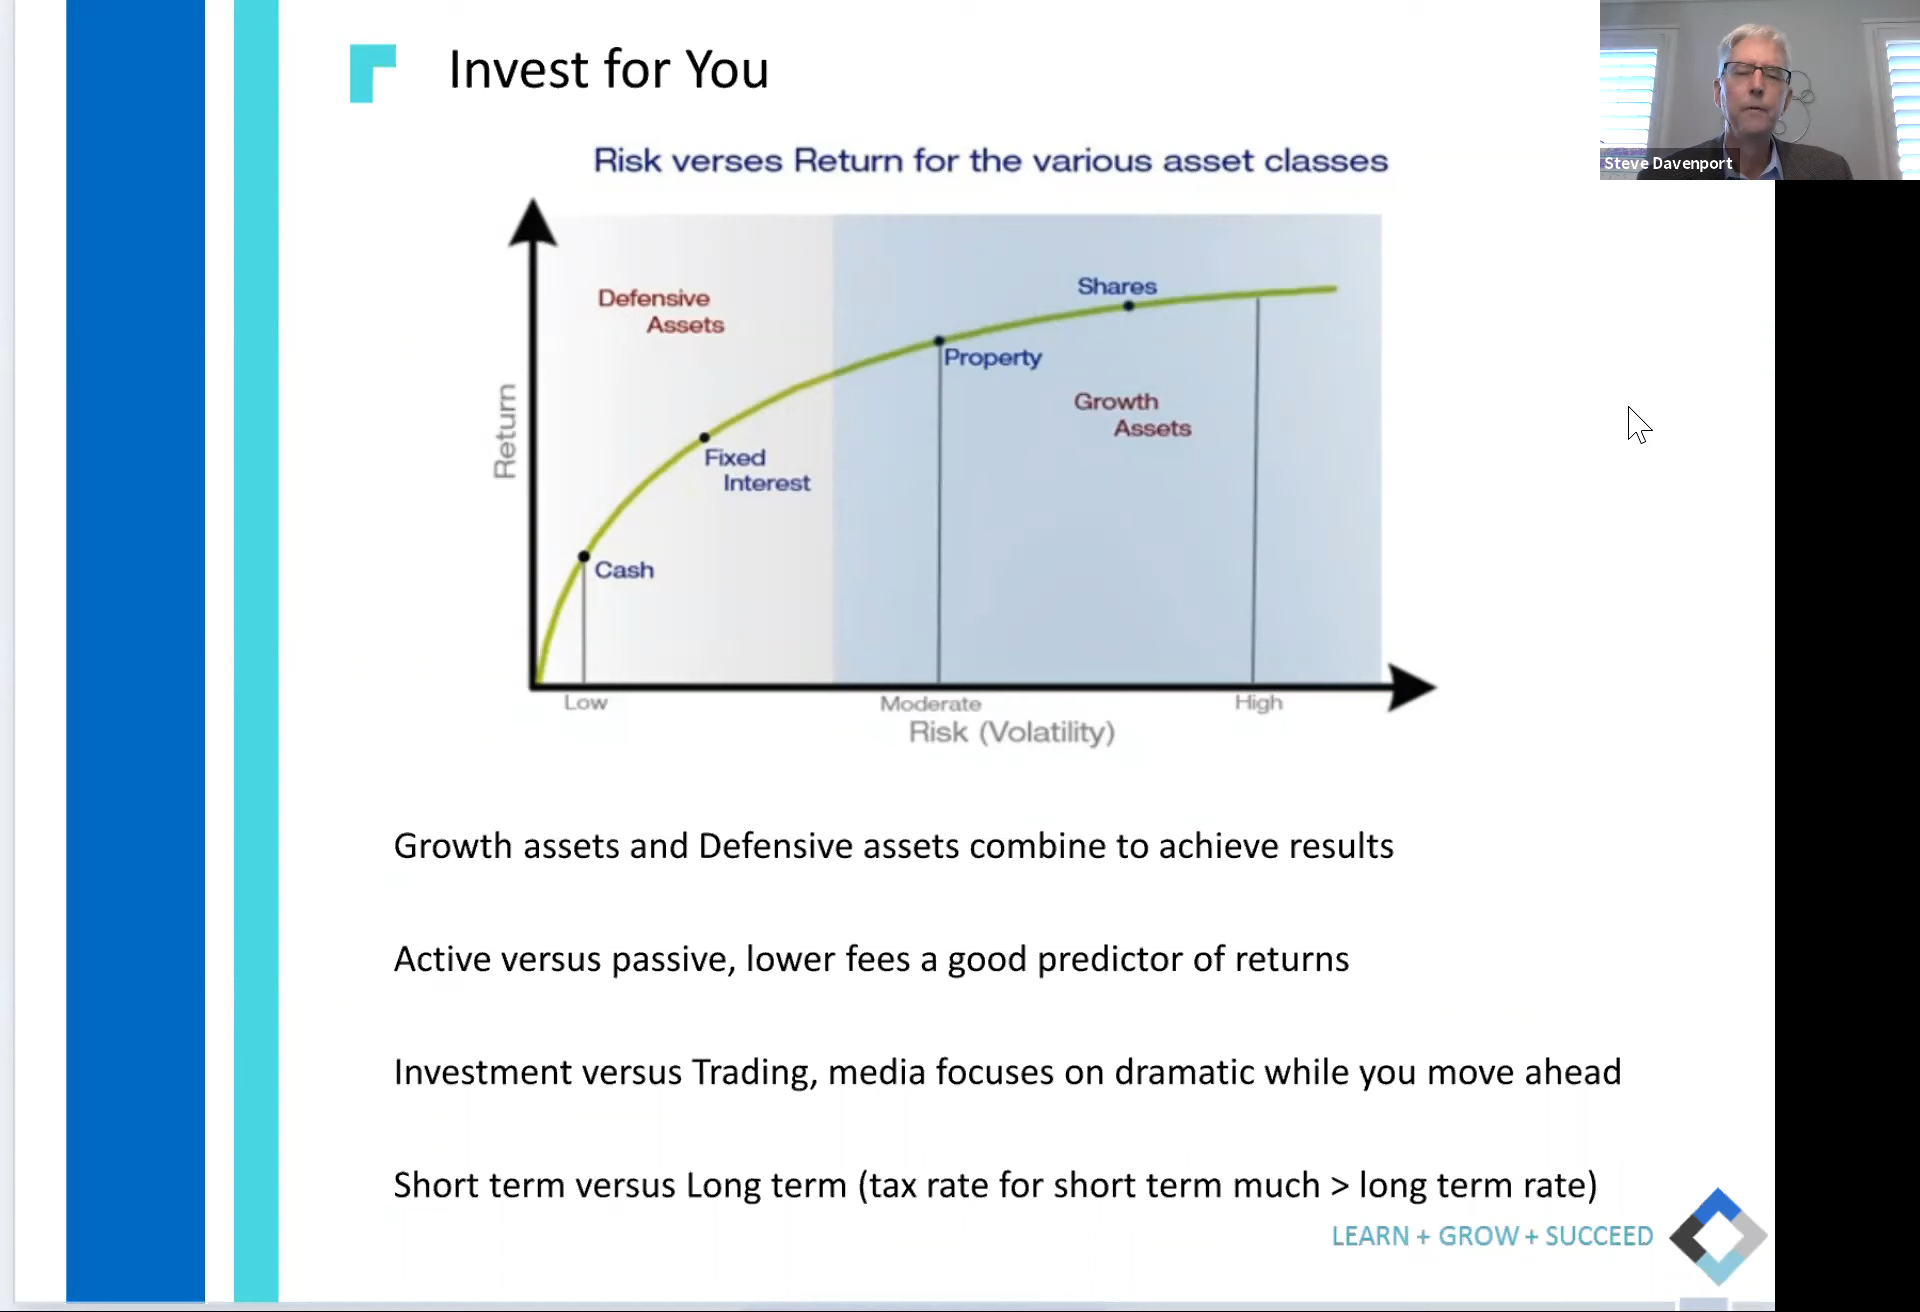 Invest for You
Steve Davenport
Risk verses Return for the various asset classes
Defensive
Assets
Shares
Property
Growth
Assets
Return
Fixed
Interest
Cash
Low
Moderate
High
Risk (Volatility)
Growth assets and Defensive assets combine to achieve results
Active versus passive, lower fees a good predictor of returns
Investment versus Trading, media focuses on dramatic while you move ahead
Short term versus Long term (tax rate for short term much > long term rate)
LEARN + GROW + SUCCEED